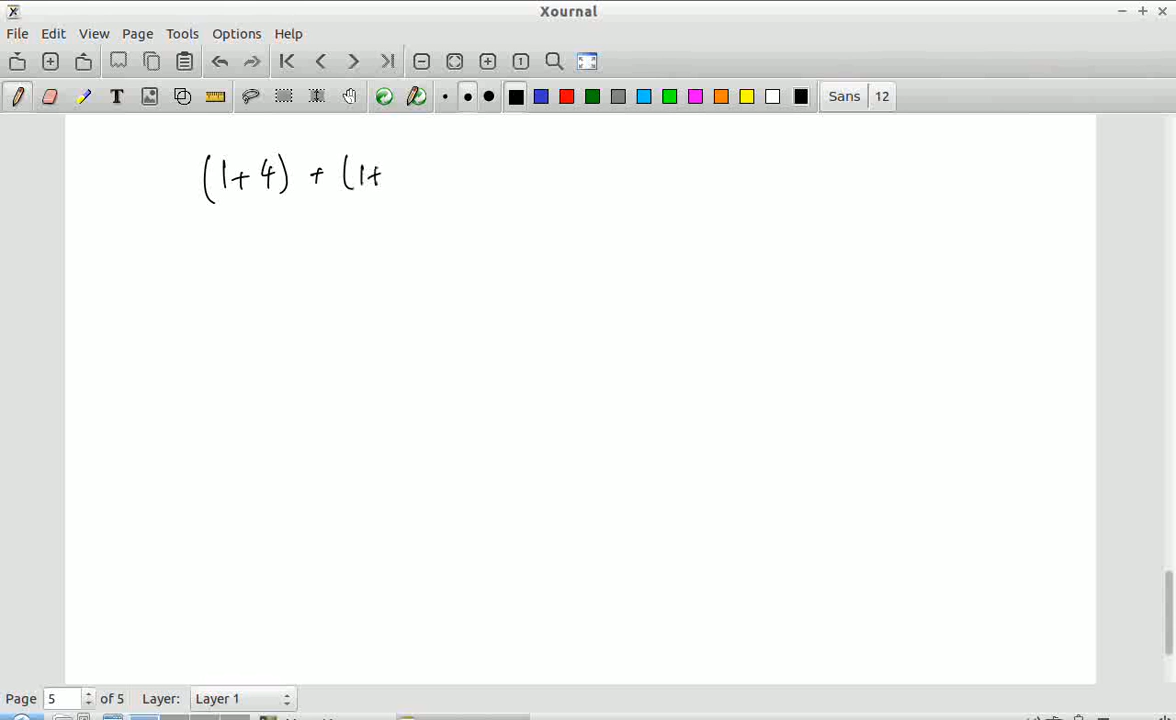 Xournal
File Edit View Page Tools Options Help
Sans 12
(1+4) + (1+
Page 5 of 5 Layer: Layer 1